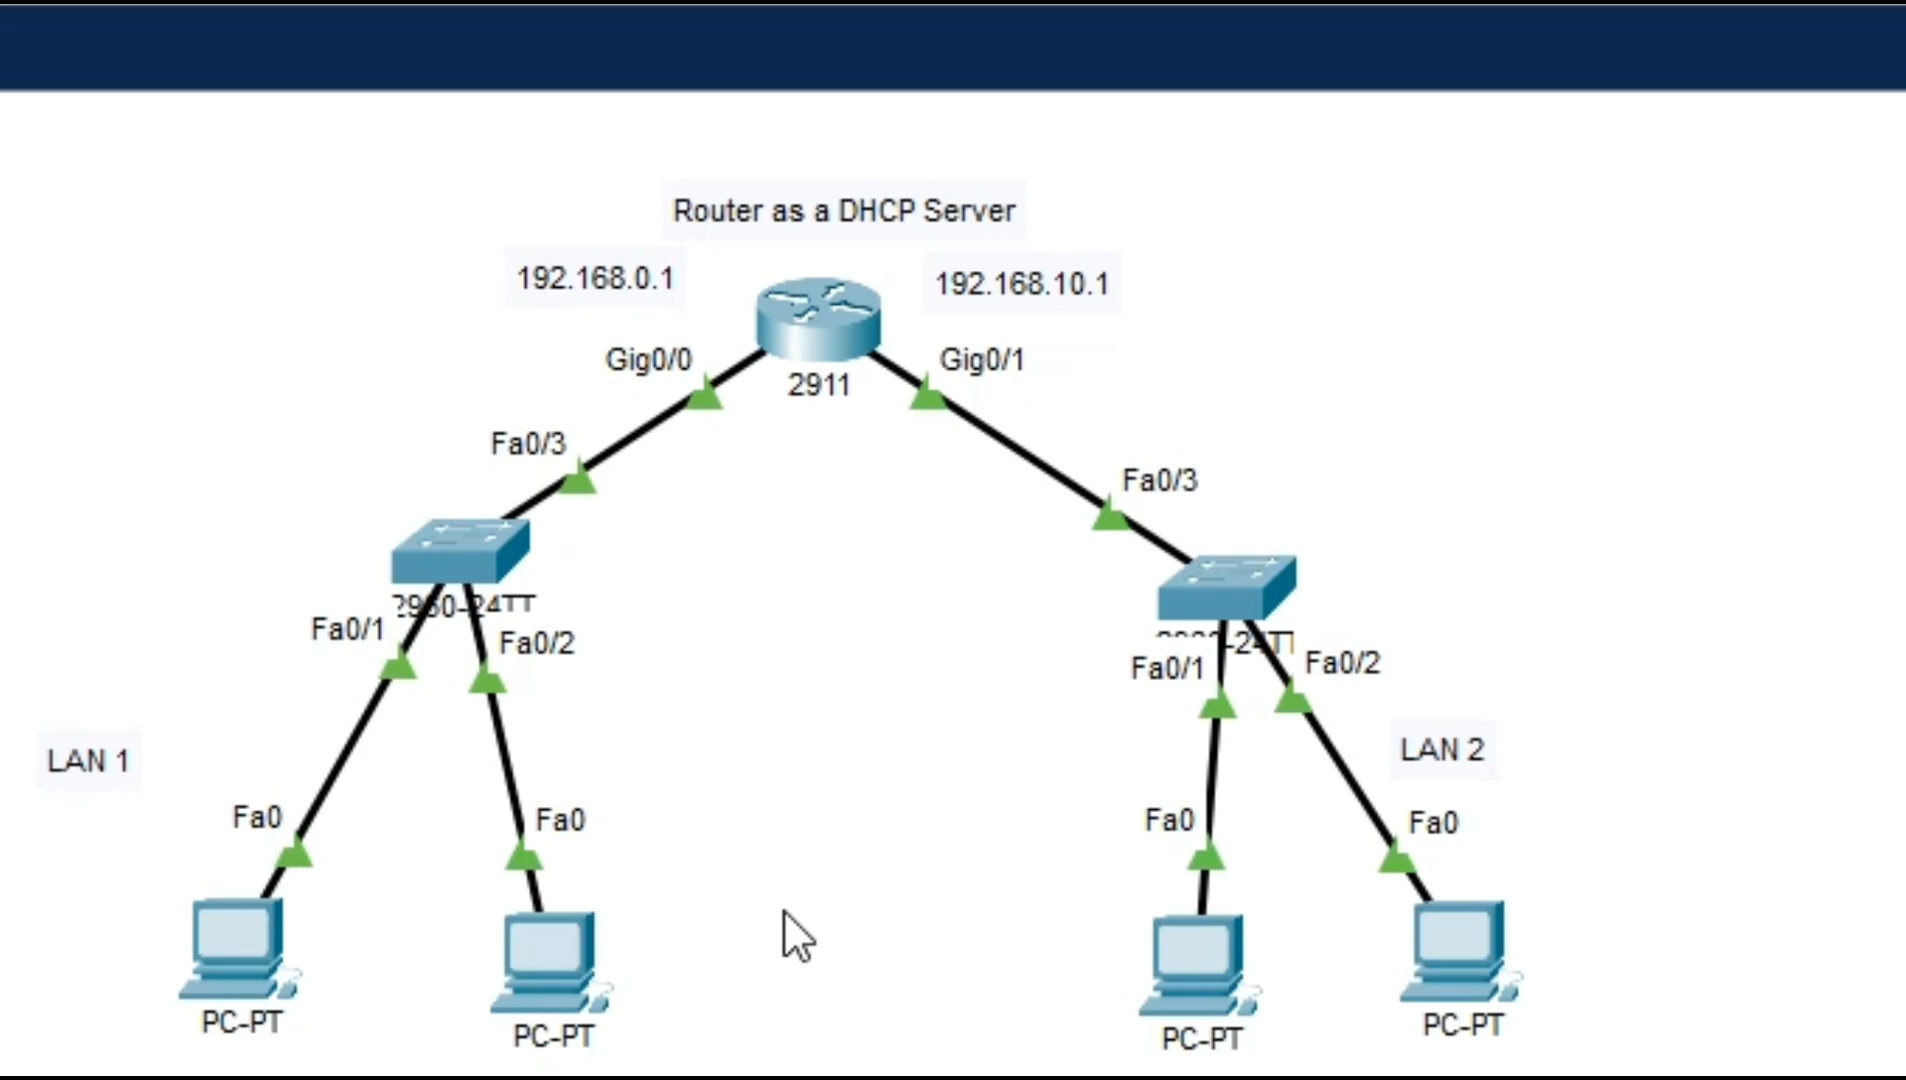 Router as a DHCP Server
192.168.0.1
192.168.10.1
Gig0/0
Gig0/1
2911
Fa0/3
Fa0/3
Fa0/1
Fa0/2
Fa0/1
Fa0/2
LAN 1
LAN 2
Fa0
Fa0
Fa0
Fa0
PC-PT
PC-PT
PC-PT
PC-PT